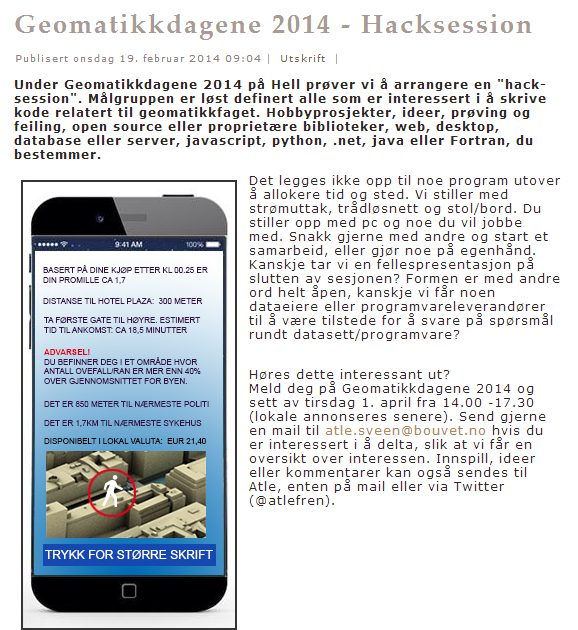 Geomatikkdagene 2014 - Hacksession
Publisert onsdag 19. februar 2014 09:04 | Utskrift |
Under Geomatikkdagene 2014 på Hell prøver vi å arrangere en "hack-
session". Målgruppen er løst definert alle som er interessert i å skrive
kode relatert til geomatikkfaget. Hobbyprosjekter, ideer, prøving og
feiling, open source eller proprietære biblioteker, web, desktop,
database eller server, javascript, python, .net, java eller Fortran, du
bestemmer.
9:41 AM
100%
BASERT PÅ DINE KJØP ETTER KL 00.25 ER
DIN PROMILLE CA 1,7
DISTANSE TIL HOTEL PLAZA: 300 METER
TA FØRSTE GATE TIL HØYRE. ESTIMERT
TID TIL ANKOMST: CA 18,5 MINUTTER
ADVARSEL!
DU BEFINNER DEG I ET OMRÅDE HVOR
ANTALL OVEFALL/RAN ER MER ENN 40%
OVER GJENNOMSNITTET FOR BYEN.
DET ER 850 METER TIL NÆRMESTE POLITI
DET ER 1,7KM TIL NÆRMESTE SYKEHUS
DISPONIBELT I LOKAL VALUTA: EUR 21,40
TRYKK FOR STØRRE SKRIFT
Det legges ikke opp til noe program utover
å allokere tid og sted. Vi stiller med
strømuttak, trådløsnett og stol/bord. Du
stiller opp med pc og noe du vil jobbe
med. Snakk gjerne med andre og start et
samarbeid, eller gjør noe på egenhånd.
Kanskje tar vi en fellespresentasjon på
slutten av sesjonen? Formen er med andre
ord helt åpen, kanskje vi får noen
dataeiere eller programvareleverandører
til å være tilstede for å svare på spørsmål
rundt datasett/programvare?
Høres dette interessant ut?
Meld deg på Geomatikkdagene 2014 og
sett av tirsdag 1. april fra 14.00 -17.30
(lokale annonseres senere). Send gjerne
en mail til atle.sveen@bouvet.no hvis du
er interessert i å delta, slik at vi får en
oversikt over interessen. Innspill, ideer
eller kommentarer kan også sendes til
Atle, enten på mail eller via Twitter
(@atlefren).